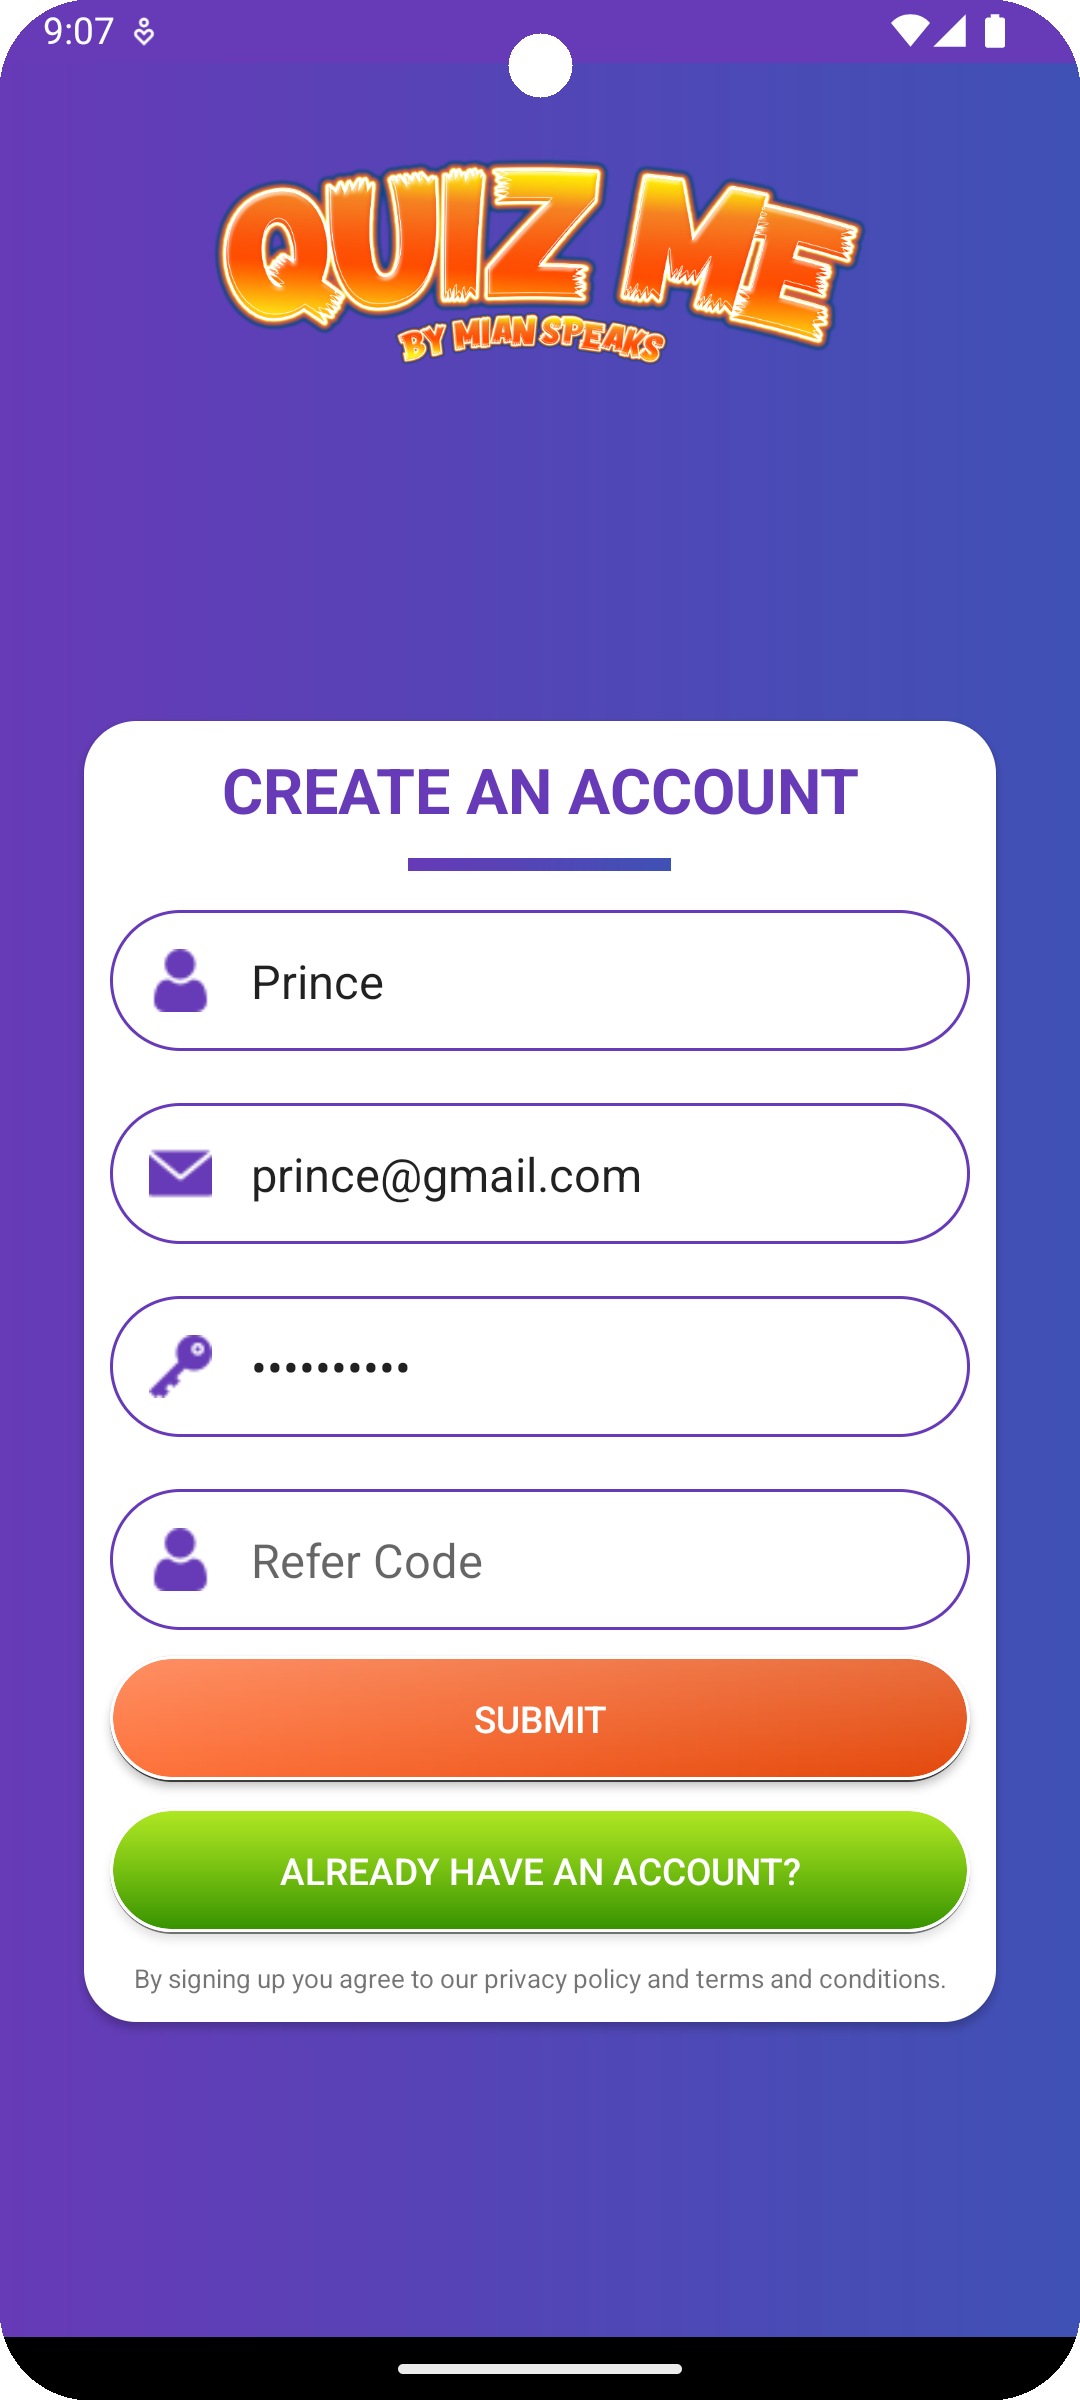 9:07
QUIZ ME
BY MIAN SPEAKS
CREATE AN ACCOUNT
Prince
prince@gmail.com
••••••••••
Refer Code
SUBMIT
ALREADY HAVE AN ACCOUNT?
By signing up you agree to our privacy policy and terms and conditions.